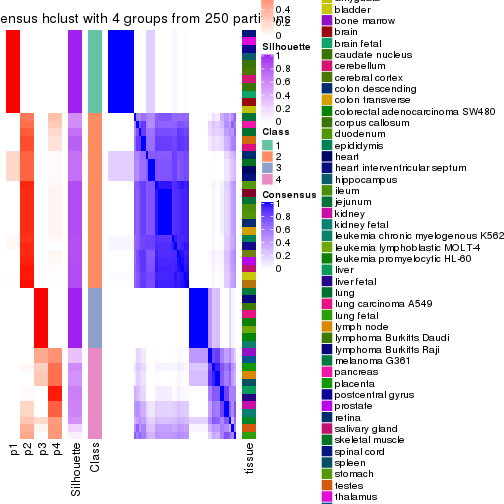 ensus hclust with 4 groups from 250 partitions
0.4
0.2
0
Silhouette
1
0.8
0.6
0.4
0.2
0
Class
1
2
3
4
Consensus
1
0.8
0.6
0.4
0.2
0
bladder
bone marrow
brain
brain fetal
caudate nucleus
cerebellum
cerebral cortex
colon descending
colon transverse
colorectal adenocarcinoma SW480
corpus callosum
duodenum
epididymis
heart
heart interventricular septum
hippocampus
ileum
jejunum
kidney
kidney fetal
leukemia chronic myelogenous K562
leukemia lymphoblastic MOLT-4
leukemia promyelocytic HL-60
liver
liver fetal
lung
lung carcinoma A549
lung fetal
lymph node
lymphoma Burkitts Daudi
lymphoma Burkitts Raji
melanoma G361
pancreas
placenta
postcentral gyrus
prostate
retina
salivary gland
skeletal muscle
spinal cord
spleen
stomach
testes
thalamus
p1
p2
p3
p4
Silhouette
Class
tissue